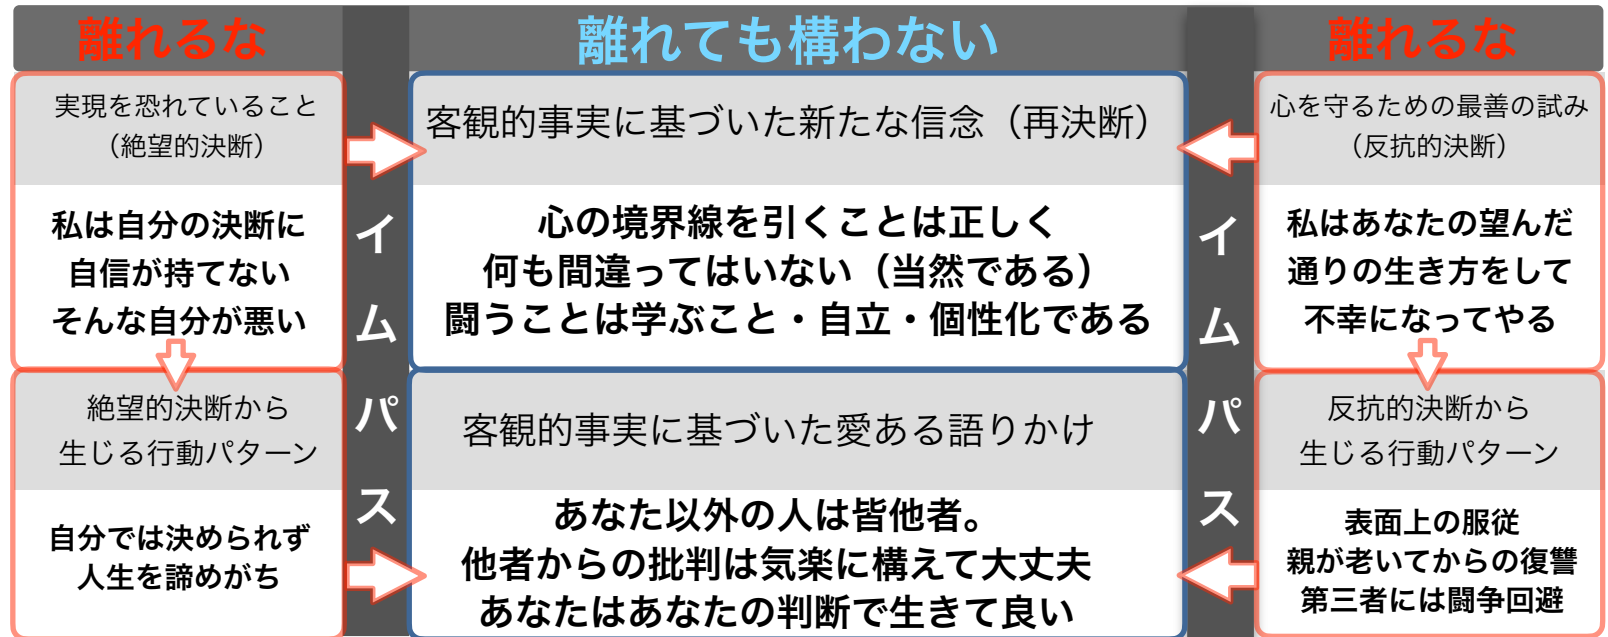 離れるな
離れても構わない
離れるな
実現を恐れていること
（絶望的決断）
私は自分の決断に
自信が持てない
そんな自分が悪い
絶望的決断から
生じる行動パターン
自分では決められず
人生を諦めがち
イムパス
客観的事実に基づいた新たな信念（再決断）
心の境界線を引くことは正しく
何も間違ってはいない（当然である）
闘うことは学ぶこと・自立・個性化である
客観的事実に基づいた愛ある語りかけ
あなた以外の人は皆他者。
他者からの批判は気楽に構えて大丈夫
あなたはあなたの判断で生きて良い
イムパス
心を守るための最善の試み
（反抗的決断）
私はあなたの望んだ
通りの生き方をして
不幸になってやる
反抗的決断から
生じる行動パターン
表面上の服従
親が老いてからの復讐
第三者には闘争回避